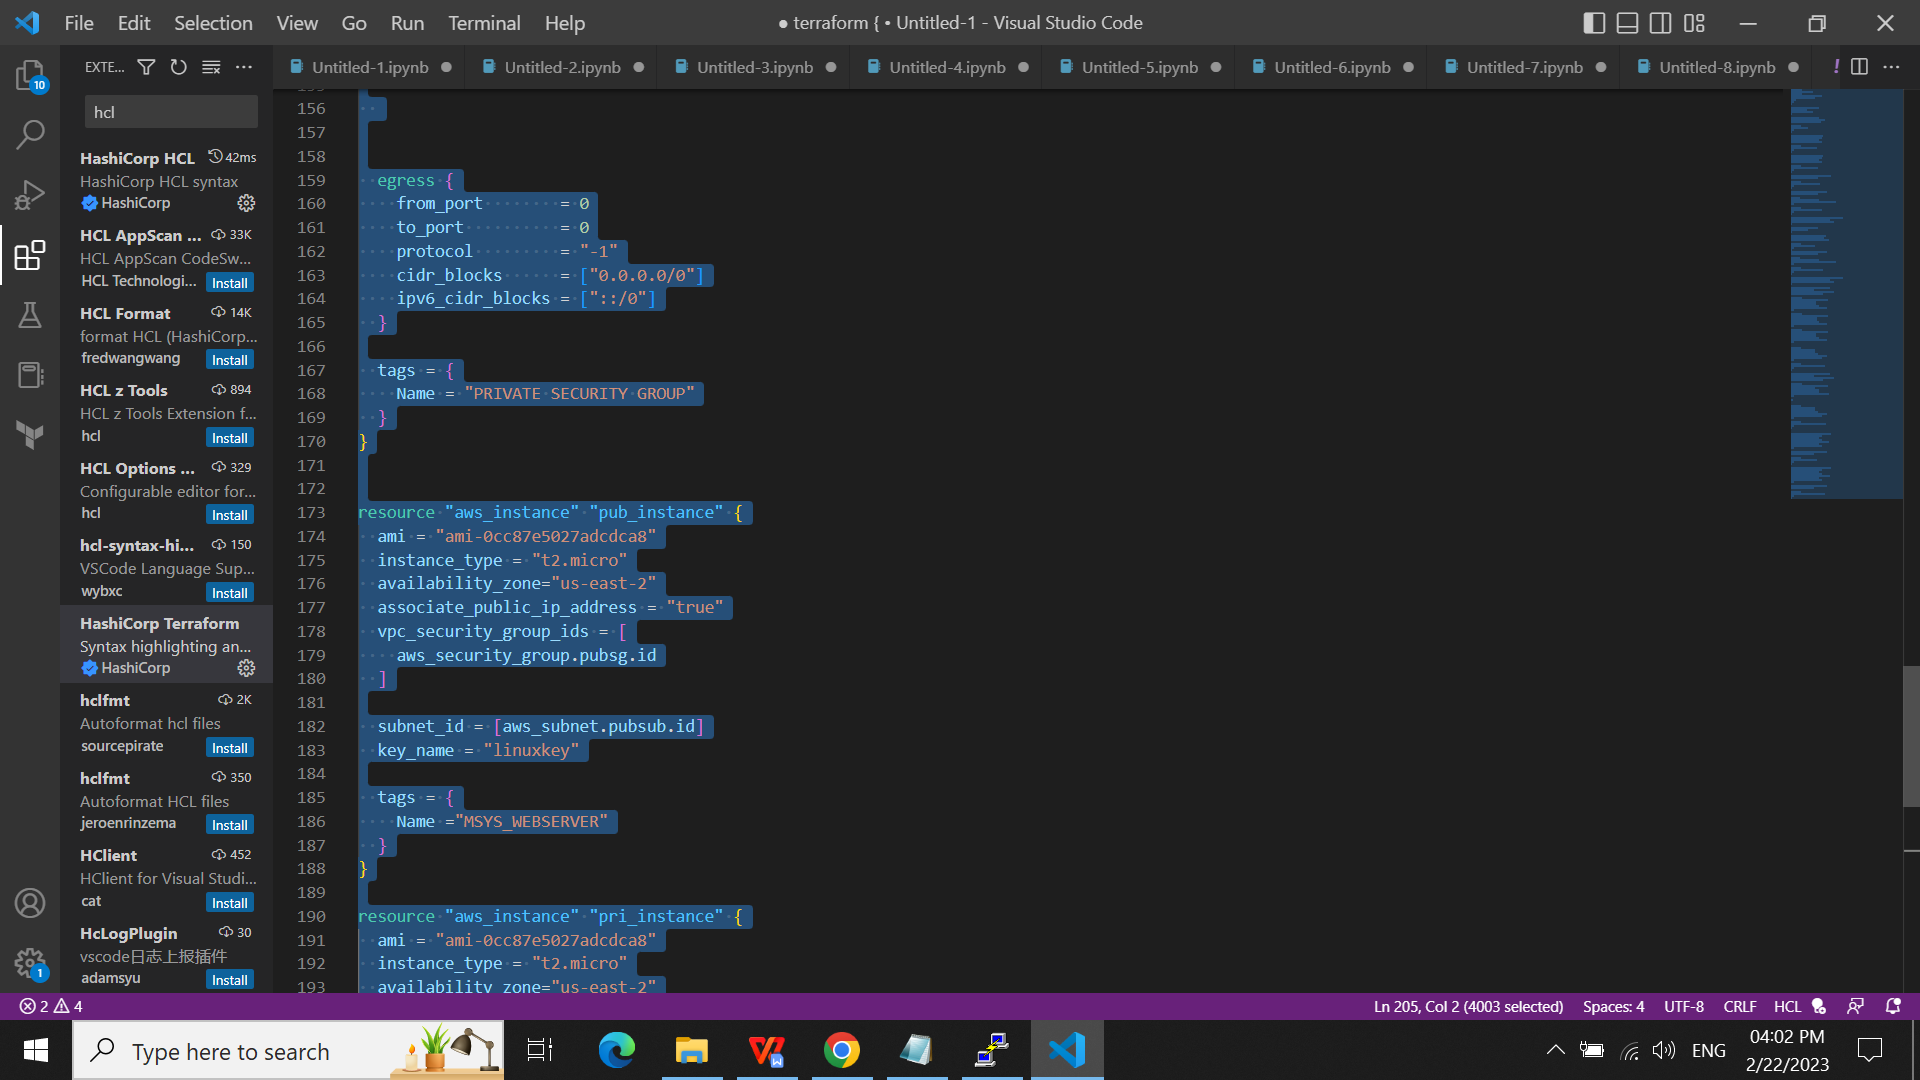 File Edit Selection View Go Run Terminal Help
● terraform { • Untitled-1 - Visual Studio Code
EXTE...
Untitled-1.ipynb
Untitled-2.ipynb
Untitled-3.ipynb
Untitled-4.ipynb
Untitled-5.ipynb
Untitled-6.ipynb
Untitled-7.ipynb
Untitled-8.ipynb
10
hcl
HashiCorp HCL 42ms
HashiCorp HCL syntax
HashiCorp
HCL AppScan ... 33K
HCL AppScan CodeSw...
HCL Technologi... Install
HCL Format 14K
format HCL (HashiCorp...
fredwangwang Install
HCL z Tools 894
HCL z Tools Extension f...
hcl Install
HCL Options ... 329
Configurable editor for...
hcl Install
hcl-syntax-hi... 150
VSCode Language Sup...
wybxc Install
HashiCorp Terraform
Syntax highlighting an...
HashiCorp
hclfmt 2K
Autoformat hcl files
sourcepirate Install
hclfmt 350
Autoformat HCL files
jeroenrinzema Install
HClient 452
HClient for Visual Studi...
cat Install
HcLogPlugin 30
vscode日志上报插件
adamsyu Install
1
156
157
158
159 egress {
160 from_port = 0
161 to_port = 0
162 protocol = "-1"
163 cidr_blocks = ["0.0.0.0/0"]
164 ipv6_cidr_blocks = ["::/0"]
165 }
166
167 tags = {
168 Name = "PRIVATE SECURITY GROUP"
169 }
170 }
171
172
173 resource "aws_instance" "pub_instance" {
174 ami = "ami-0cc87e5027adcdca8"
175 instance_type = "t2.micro"
176 availability_zone="us-east-2"
177 associate_public_ip_address = "true"
178 vpc_security_group_ids = [
179 aws_security_group.pubsg.id
180 ]
181
182 subnet_id = [aws_subnet.pubsub.id]
183 key_name = "linuxkey"
184
185 tags = {
186 Name ="MSYS_WEBSERVER"
187 }
188 }
189
190 resource "aws_instance" "pri_instance" {
191 ami = "ami-0cc87e5027adcdca8"
192 instance_type = "t2.micro"
193 availability_zone="us-east-2"
2 4
Ln 205, Col 2 (4003 selected) Spaces: 4 UTF-8 CRLF HCL
Type here to search
ENG
04:02 PM
2/22/2023